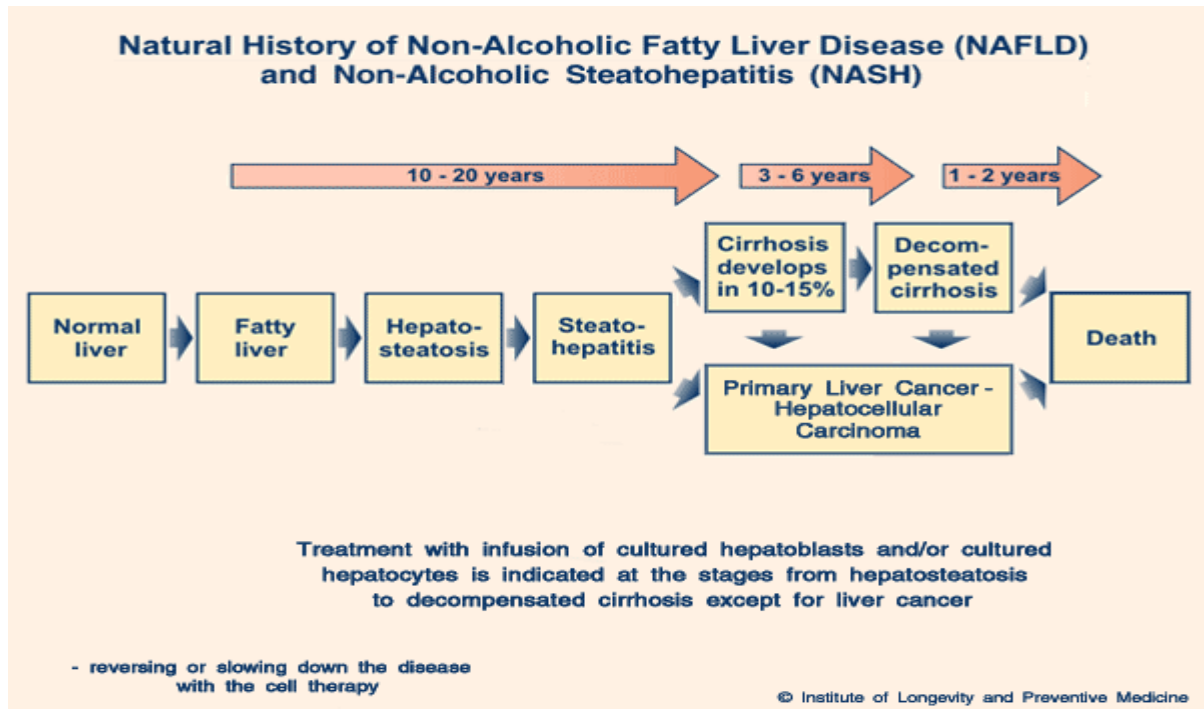 Natural History of Non-Alcoholic Fatty Liver Disease (NAFLD)
and Non-Alcoholic Steatohepatitis (NASH)
10 - 20 years
3 - 6 years
1 - 2 years
Normal
liver
Fatty
liver
Hepato-
steatosis
Steato-
hepatitis
Cirrhosis
develops
in 10-15%
Decom-
pensated
cirrhosis
Primary Liver Cancer -
Hepatocellular
Carcinoma
Death
Treatment with infusion of cultured hepatoblasts and/or cultured
hepatocytes is indicated at the stages from hepatosteatosis
to decompensated cirrhosis except for liver cancer
- reversing or slowing down the disease
with the cell therapy
© Institute of Longevity and Preventive Medicine